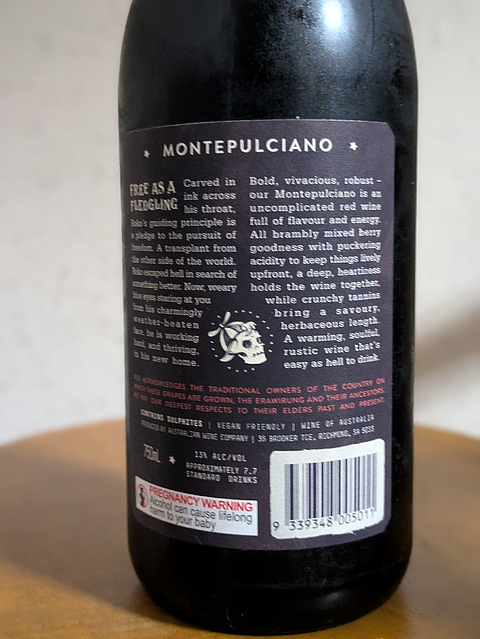 MONTEPULCIANO
FREE AS A
FLEDGLING
Carved in
ink across
his throat,
guiding principle is
a pledge to the pursuit of
freedom. A transplant from
the other side of the world.
escaped hell in search of
something better. Now, weary
blue eyes staring at you
from his charmingly
weather-beaten
face, he is working
hard, and thriving,
in his new home.
Bold, vivacious, robust –
our Montepulciano is an
uncomplicated red wine
full of flavour and energy.
All brambly mixed berry
goodness with puckering
acidity to keep things lively
upfront, a deep, heartiness
holds the wine together,
while crunchy tannins
bring a savoury,
herbaceous length.
A warming, soulful,
rustic wine that's
easy as hell to drink.
ACKNOWLEDGES THE TRADITIONAL OWNERS OF THE COUNTRY ON
WHICH THESE GRAPES ARE GROWN, THE ERAWIRUNG AND THEIR ANCESTORS.
WE PAY OUR DEEPEST RESPECTS TO THEIR ELDERS PAST AND PRESENT.
CONTAINS SULPHITES | VEGAN FRIENDLY | WINE OF AUSTRALIA
PRODUCED BY AUSTRALIAN WINE COMPANY | 35 BROOKER TCE, RICHMOND, SA 5033
750mL
13% ALC/VOL
APPROXIMATELY 7.7
STANDARD DRINKS
PREGNANCY WARNING
Alcohol can cause lifelong
harm to your baby
9 339348 005011